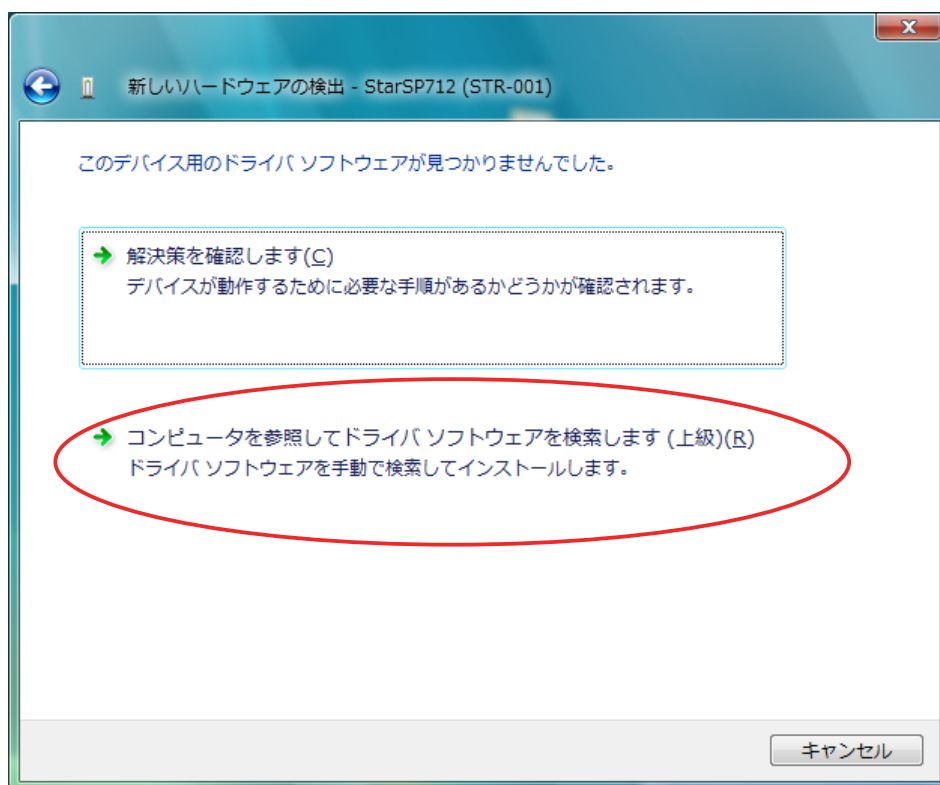 新しいハードウェアの検出 - StarSP712 (STR-001)
このデバイス用のドライバ ソフトウェアが見つかりませんでした。
解決策を確認します(C)
デバイスが動作するために必要な手順があるかどうかが確認されます。
コンピュータを参照してドライバ ソフトウェアを検索します (上級)(R)
ドライバ ソフトウェアを手動で検索してインストールします。
キャンセル